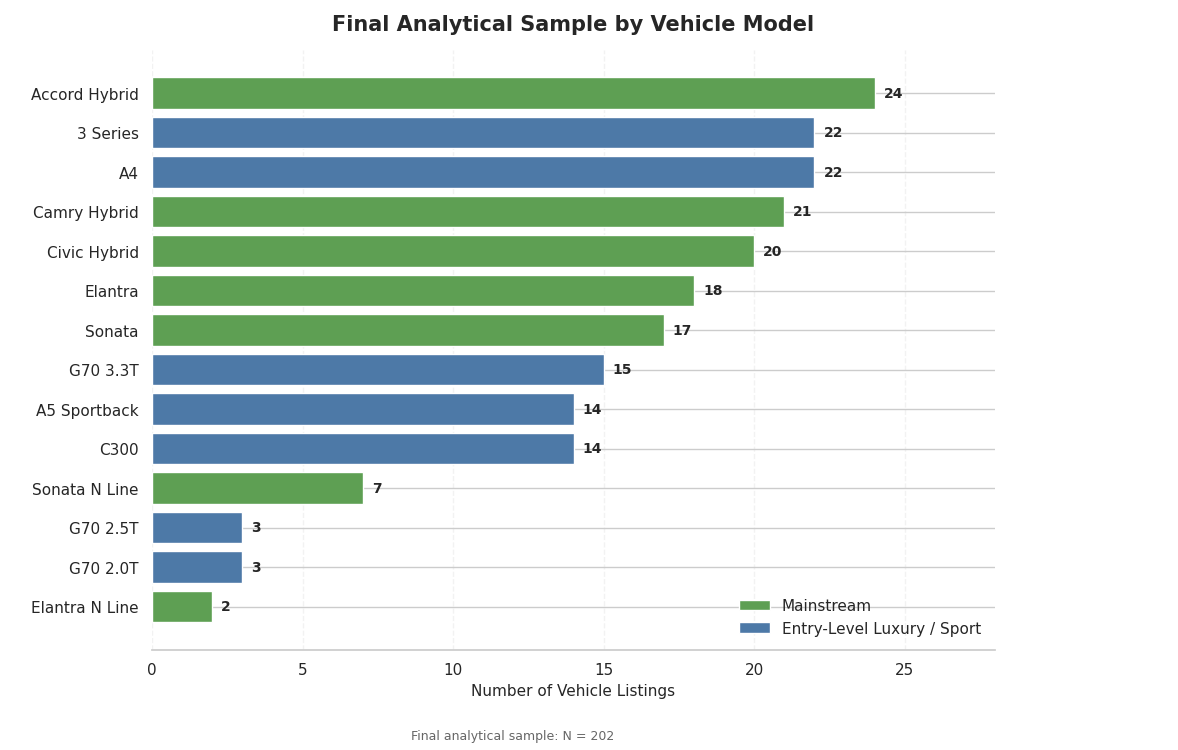 Final Analytical Sample by Vehicle Model
Accord Hybrid 24
3 Series 22
A4 22
Camry Hybrid 21
Civic Hybrid 20
Elantra 18
Sonata 17
G70 3.3T 15
A5 Sportback 14
C300 14
Sonata N Line 7
G70 2.5T 3
G70 2.0T 3
Elantra N Line 2
Mainstream
Entry-Level Luxury / Sport
0 5 10 15 20 25
Number of Vehicle Listings
Final analytical sample: N = 202